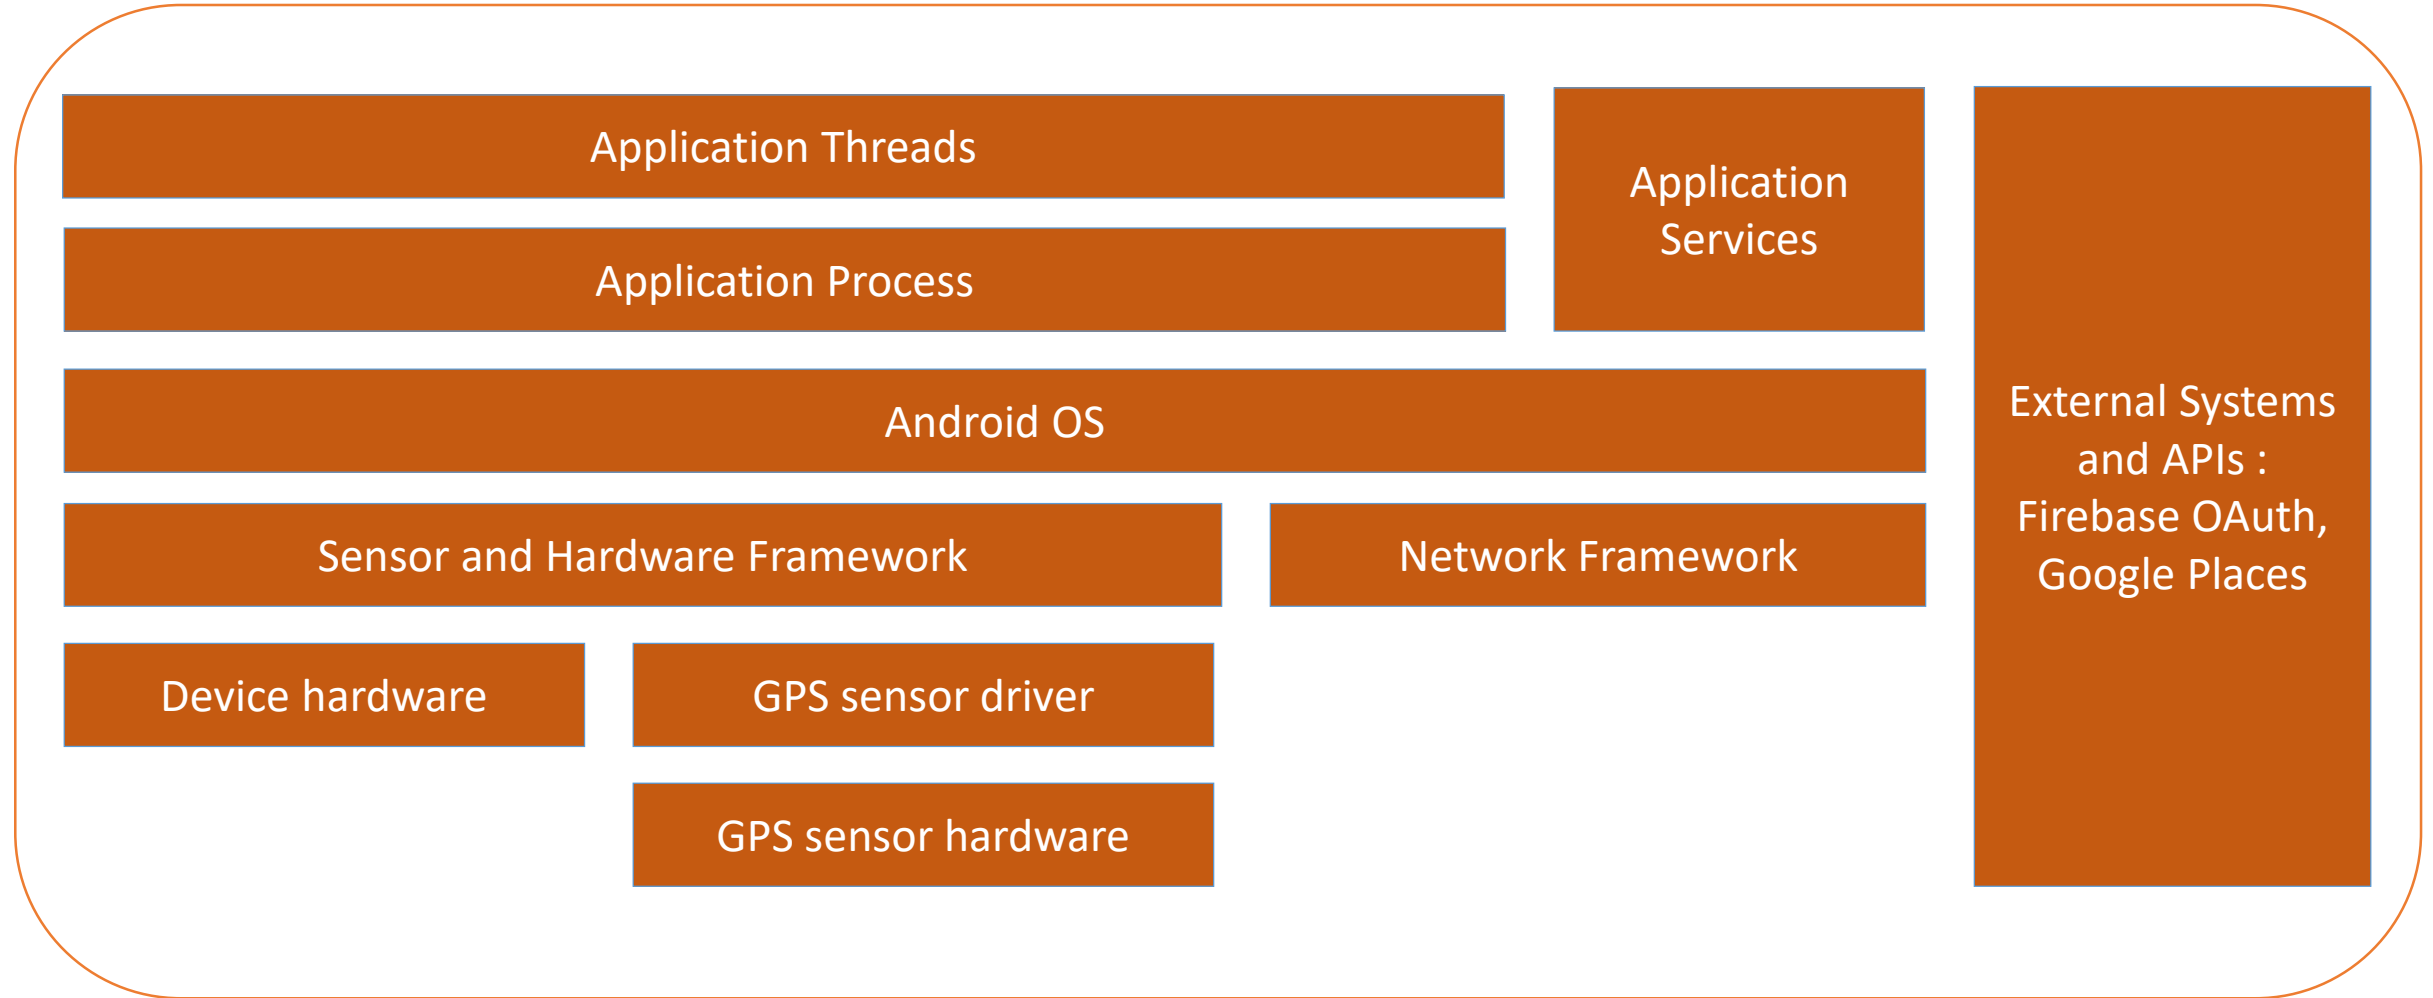 Application Threads
Application
Services
Application Process
Android OS
External Systems
and APIs :
Firebase OAuth,
Google Places
Sensor and Hardware Framework
Network Framework
Device hardware
GPS sensor driver
GPS sensor hardware